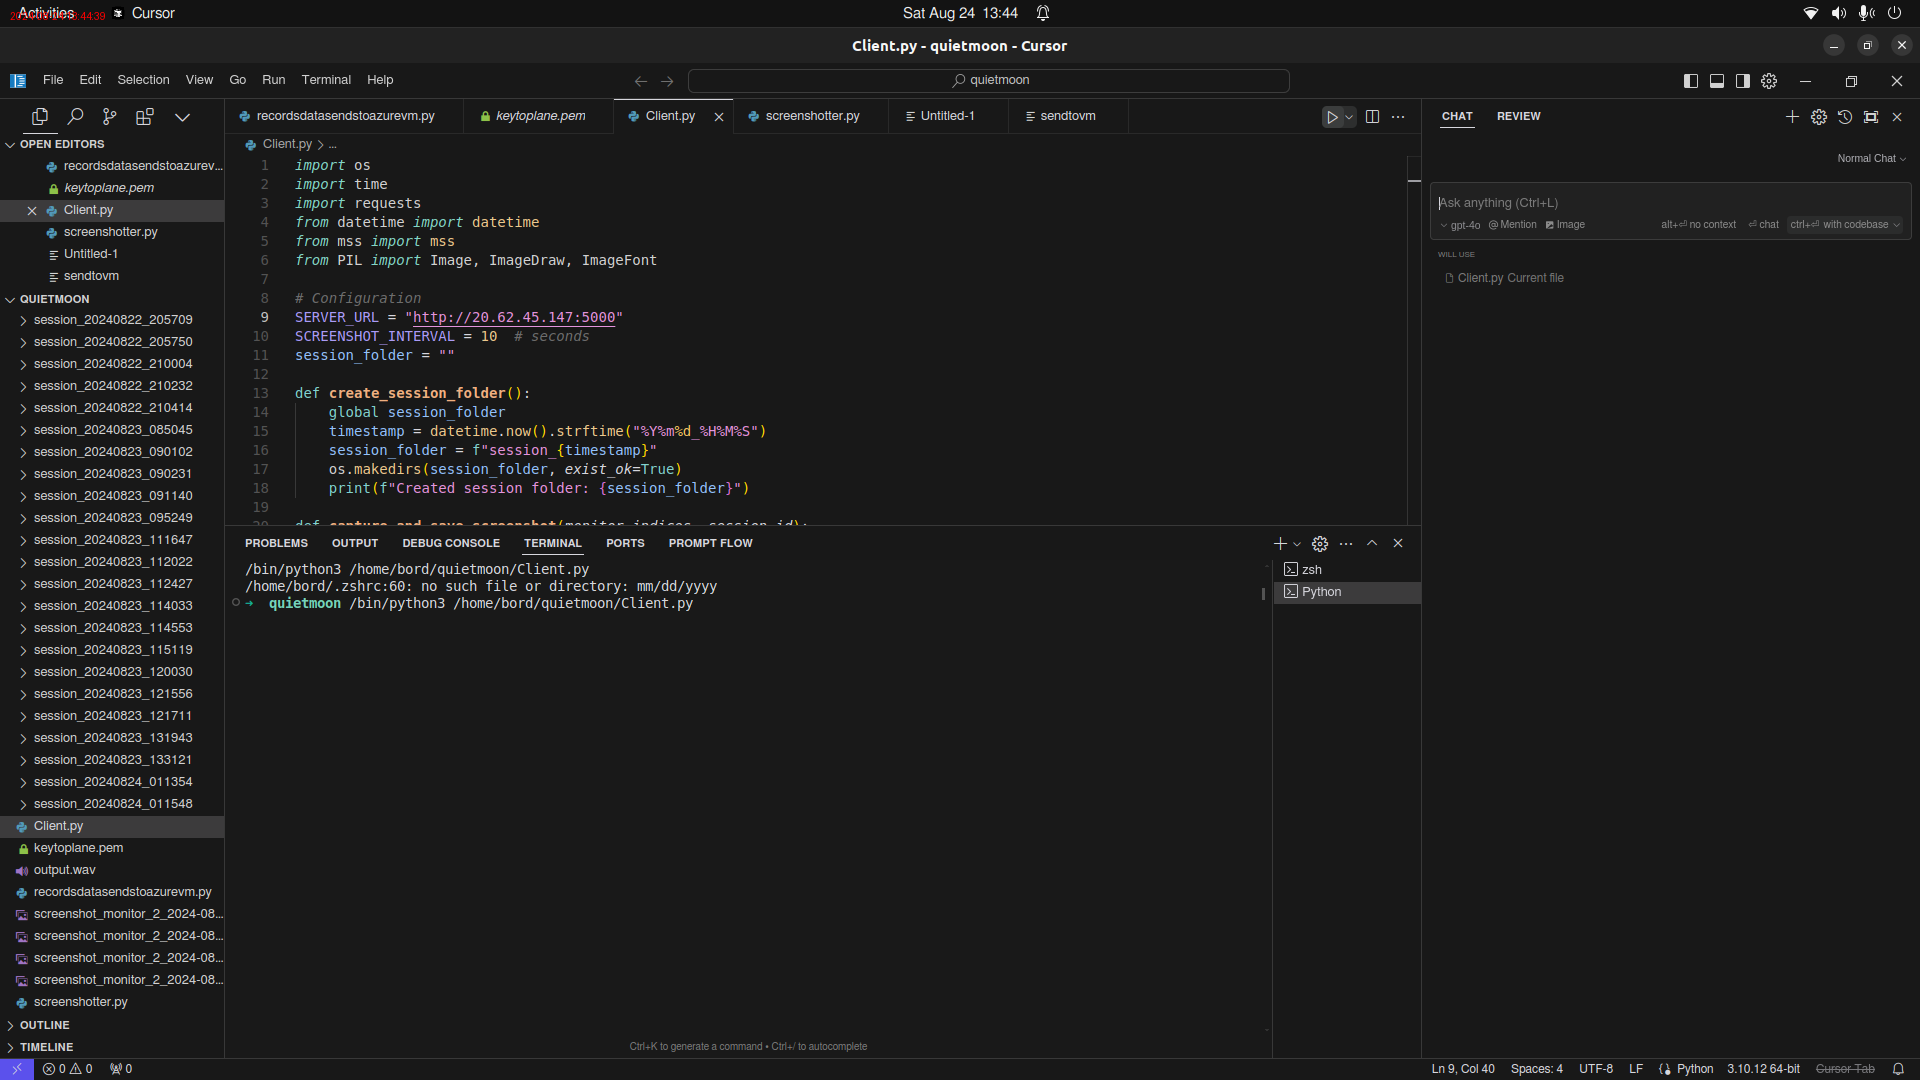 Activities
Cursor
Sat Aug 24 13:44
Client.py - quietmoon - Cursor
File Edit Selection View Go Run Terminal Help
quietmoon
recordsdatasendstoazurevm.py
keytoplane.pem
Client.py
screenshotter.py
Untitled-1
sendtovm
CHAT
REVIEW
OPEN EDITORS
recordsdatasendstoazurev...
keytoplane.pem
Client.py
screenshotter.py
Untitled-1
sendtovm
QUIETMOON
session_20240822_205709
session_20240822_205750
session_20240822_210004
session_20240822_210232
session_20240822_210414
session_20240823_085045
session_20240823_090102
session_20240823_090231
session_20240823_091140
session_20240823_095249
session_20240823_111647
session_20240823_112022
session_20240823_112427
session_20240823_114033
session_20240823_114553
session_20240823_115119
session_20240823_120030
session_20240823_121556
session_20240823_121711
session_20240823_131943
session_20240823_133121
session_20240824_011354
session_20240824_011548
Client.py
keytoplane.pem
output.wav
recordsdatasendstoazurevm.py
screenshot_monitor_2_2024-08...
screenshot_monitor_2_2024-08...
screenshot_monitor_2_2024-08...
screenshot_monitor_2_2024-08...
screenshotter.py
OUTLINE
TIMELINE
Client.py > ...
1 import os
2 import time
3 import requests
4 from datetime import datetime
5 from mss import mss
6 from PIL import Image, ImageDraw, ImageFont
7
8 # Configuration
9 SERVER_URL = "http://20.62.45.147:5000"
10 SCREENSHOT_INTERVAL = 10 # seconds
11 session_folder = ""
12
13 def create_session_folder():
14 global session_folder
15 timestamp = datetime.now().strftime("%Y%m%d_%H%M%S")
16 session_folder = f"session_{timestamp}"
17 os.makedirs(session_folder, exist_ok=True)
18 print(f"Created session folder: {session_folder}")
19
20 def capture_and_save_screenshot(monitor_indices, session_id):
PROBLEMS OUTPUT DEBUG CONSOLE TERMINAL PORTS PROMPT FLOW
/bin/python3 /home/bord/quietmoon/Client.py
/home/bord/.zshrc:60: no such file or directory: mm/dd/yyyy
➜ quietmoon /bin/python3 /home/bord/quietmoon/Client.py
zsh
Python
Ctrl+K to generate a command • Ctrl+/ to autocomplete
Normal Chat
Ask anything (Ctrl+L)
gpt-4o @ Mention Image alt+⏎ no context ⏎ chat ctrl+⏎ with codebase
WILL USE
Client.py Current file
0 0 0
Ln 9, Col 40 Spaces: 4 UTF-8 LF Python 3.10.12 64-bit Cursor Tab